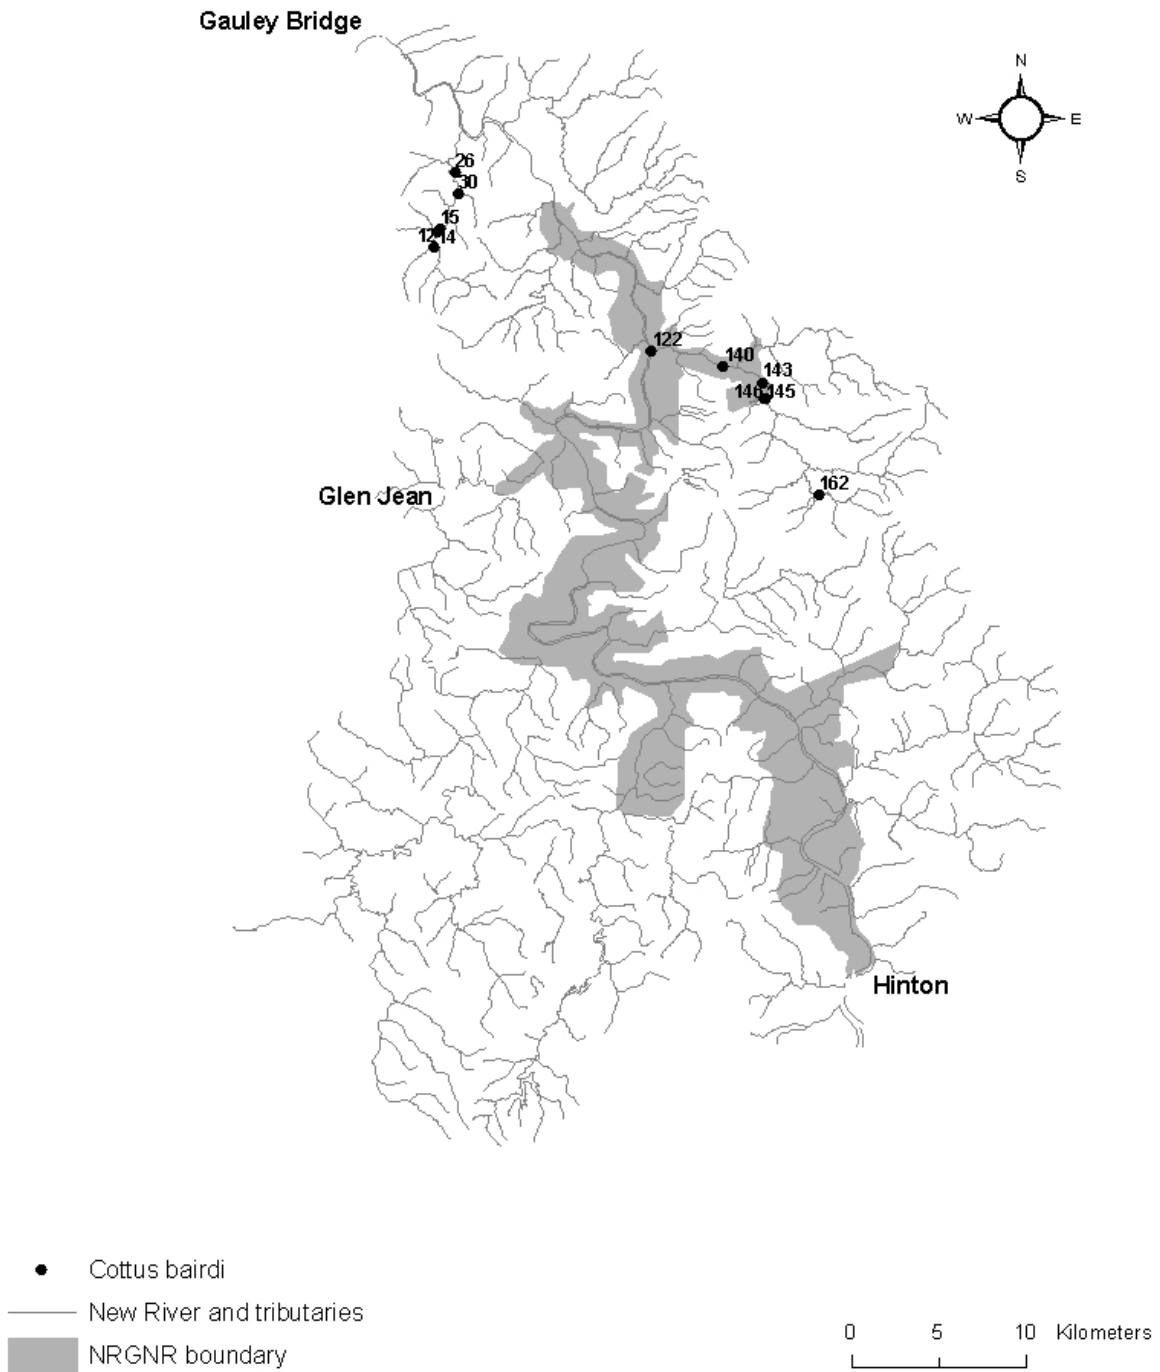 Gauley Bridge
N
W E
S
26
30
15
12 14
122
140
143
146 145
162
Glen Jean
Hinton
Cottus bairdi
New River and tributaries
NRGNR boundary
0 5 10 Kilometers